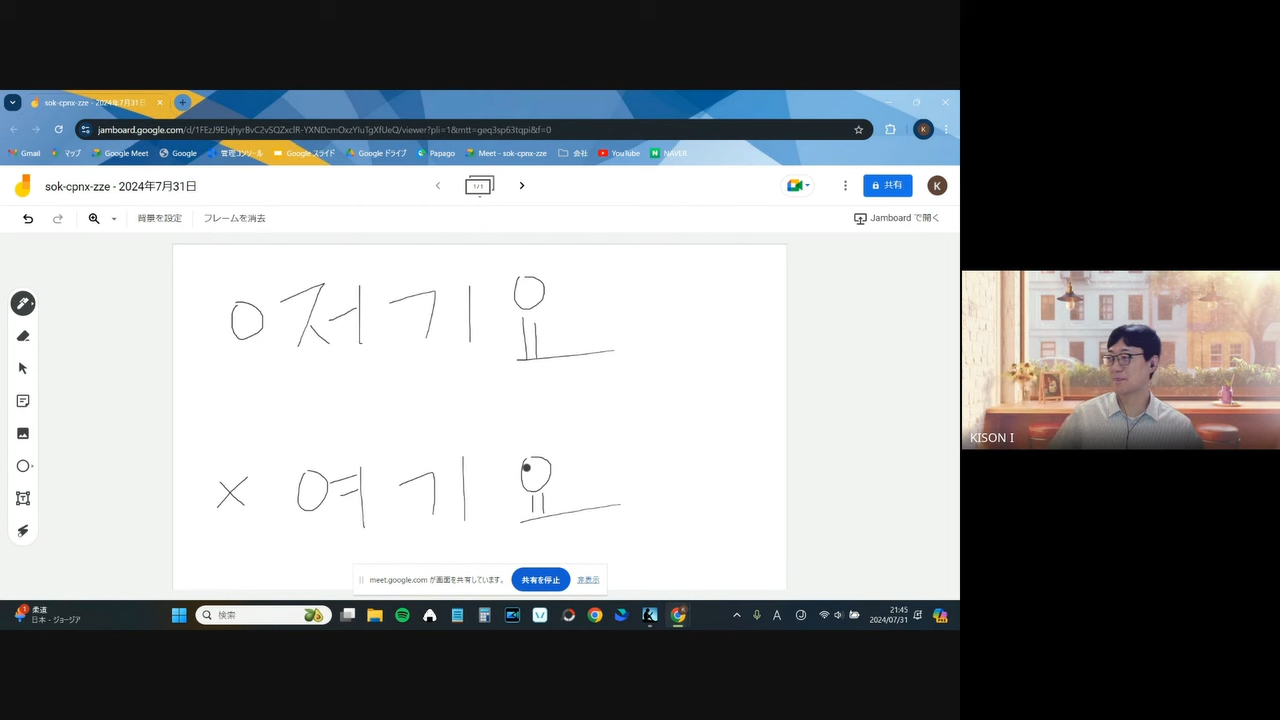 sok-cpnx-zze - 2024年7月31日
jamboard.google.com/d/1FEzJ9EJqhyrBvC2vSQZxclR-YXNDcmOxzYIuTgXfUeQ/viewer?pli=1&mtt=geq3sp63tqpi&f=0
Gmail マップ Google Meet Google 管理コンソール Google スライド Google ドライブ Papago Meet – sok-cpnx-zze 会社 YouTube NAVER
sok-cpnx-zze - 2024年7月31日
1/1
共有
K
背景を設定 フレームを消去
Jamboard で開く
O 저기요
KISON I
X 여기요
meet.google.com が画面を共有しています。 共有を停止 非表示
柔道
日本 - ジョージア
検索
A
21:45
2024/07/31